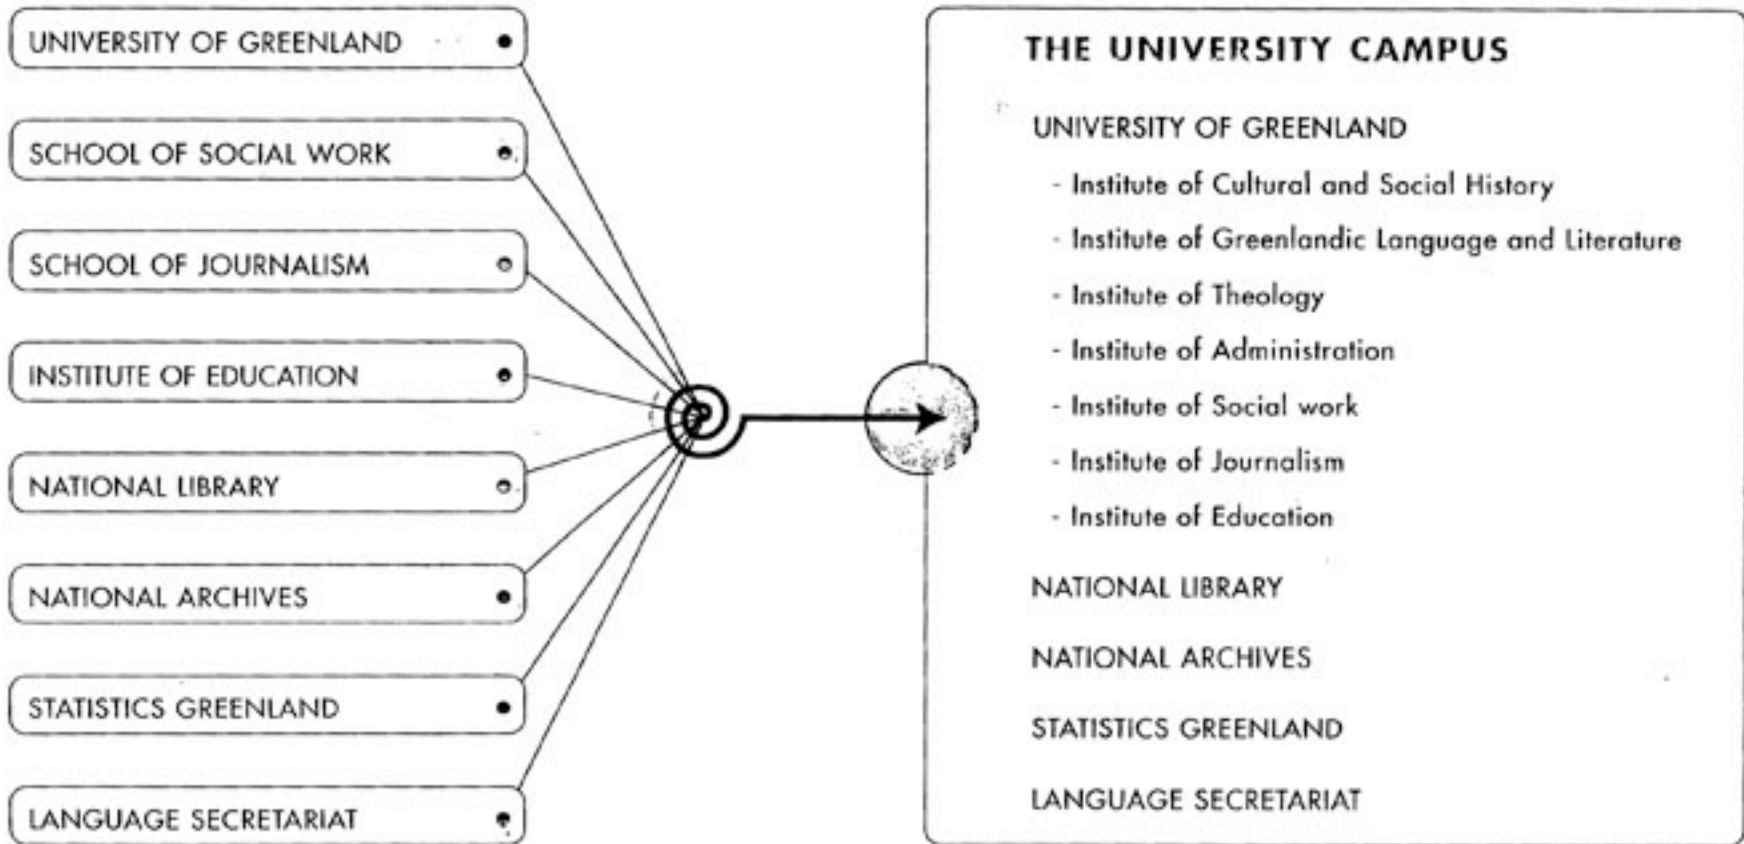 UNIVERSITY OF GREENLAND
SCHOOL OF SOCIAL WORK
SCHOOL OF JOURNALISM
INSTITUTE OF EDUCATION
NATIONAL LIBRARY
NATIONAL ARCHIVES
STATISTICS GREENLAND
LANGUAGE SECRETARIAT
THE UNIVERSITY CAMPUS
UNIVERSITY OF GREENLAND
- Institute of Cultural and Social History
- Institute of Greenlandic Language and Literature
- Institute of Theology
- Institute of Administration
- Institute of Social work
- Institute of Journalism
- Institute of Education
NATIONAL LIBRARY
NATIONAL ARCHIVES
STATISTICS GREENLAND
LANGUAGE SECRETARIAT